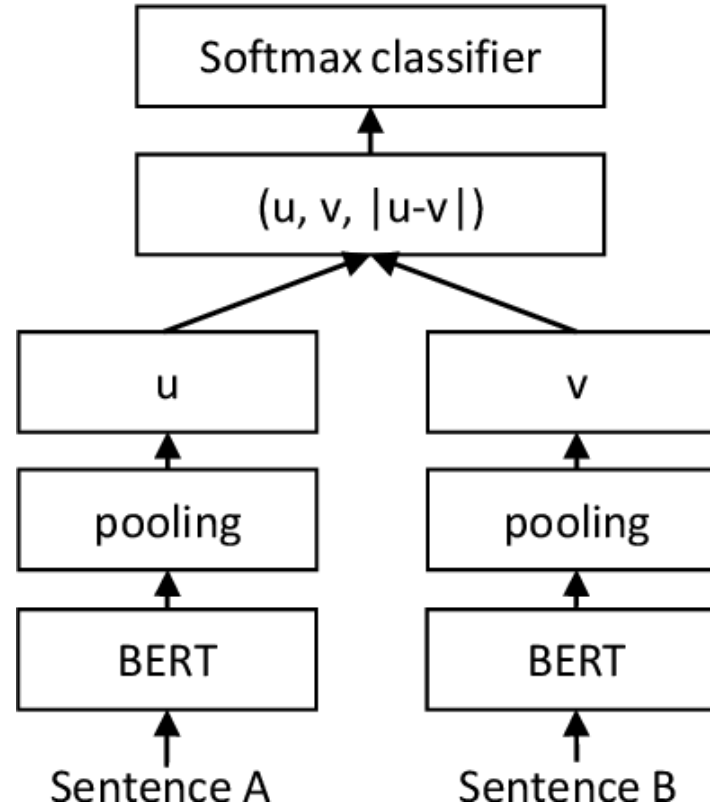 Softmax classifier
(u, v, |u-v|)
u
v
pooling
pooling
BERT
BERT
Sentence A
Sentence B